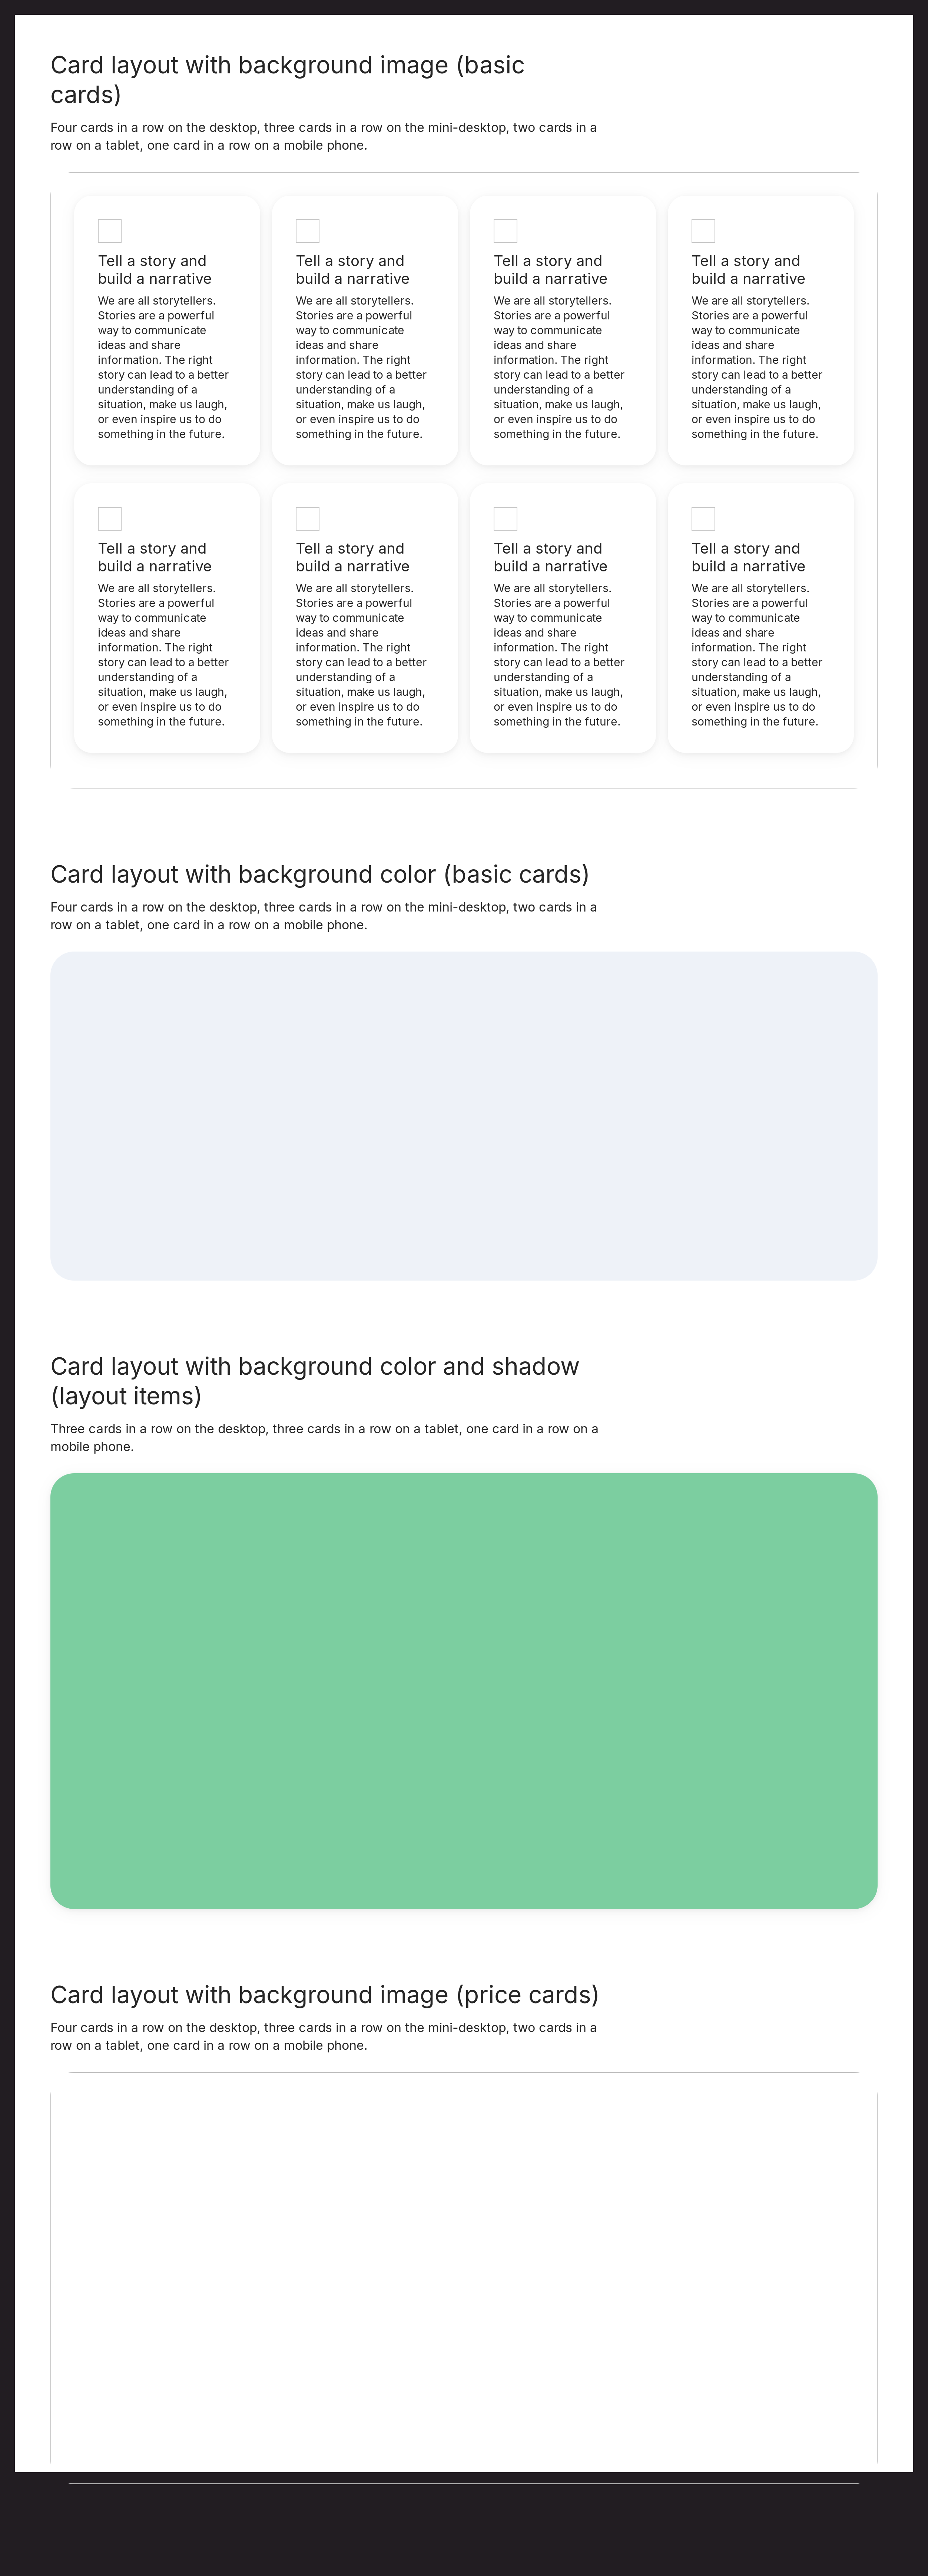 Card layout with background image (basic
cards)
Four cards in a row on the desktop, three cards in a row on the mini-desktop, two cards in a
row on a tablet, one card in a row on a mobile phone.
Tell a story and
build a narrative
We are all storytellers.
Stories are a powerful
way to communicate
ideas and share
information. The right
story can lead to a better
understanding of a
situation, make us laugh,
or even inspire us to do
something in the future.
Tell a story and
build a narrative
We are all storytellers.
Stories are a powerful
way to communicate
ideas and share
information. The right
story can lead to a better
understanding of a
situation, make us laugh,
or even inspire us to do
something in the future.
Tell a story and
build a narrative
We are all storytellers.
Stories are a powerful
way to communicate
ideas and share
information. The right
story can lead to a better
understanding of a
situation, make us laugh,
or even inspire us to do
something in the future.
Tell a story and
build a narrative
We are all storytellers.
Stories are a powerful
way to communicate
ideas and share
information. The right
story can lead to a better
understanding of a
situation, make us laugh,
or even inspire us to do
something in the future.
Tell a story and
build a narrative
We are all storytellers.
Stories are a powerful
way to communicate
ideas and share
information. The right
story can lead to a better
understanding of a
situation, make us laugh,
or even inspire us to do
something in the future.
Tell a story and
build a narrative
We are all storytellers.
Stories are a powerful
way to communicate
ideas and share
information. The right
story can lead to a better
understanding of a
situation, make us laugh,
or even inspire us to do
something in the future.
Tell a story and
build a narrative
We are all storytellers.
Stories are a powerful
way to communicate
ideas and share
information. The right
story can lead to a better
understanding of a
situation, make us laugh,
or even inspire us to do
something in the future.
Tell a story and
build a narrative
We are all storytellers.
Stories are a powerful
way to communicate
ideas and share
information. The right
story can lead to a better
understanding of a
situation, make us laugh,
or even inspire us to do
something in the future.
Card layout with background color (basic cards)
Four cards in a row on the desktop, three cards in a row on the mini-desktop, two cards in a
row on a tablet, one card in a row on a mobile phone.
Card layout with background color and shadow
(layout items)
Three cards in a row on the desktop, three cards in a row on a tablet, one card in a row on a
mobile phone.
Card layout with background image (price cards)
Four cards in a row on the desktop, three cards in a row on the mini-desktop, two cards in a
row on a tablet, one card in a row on a mobile phone.